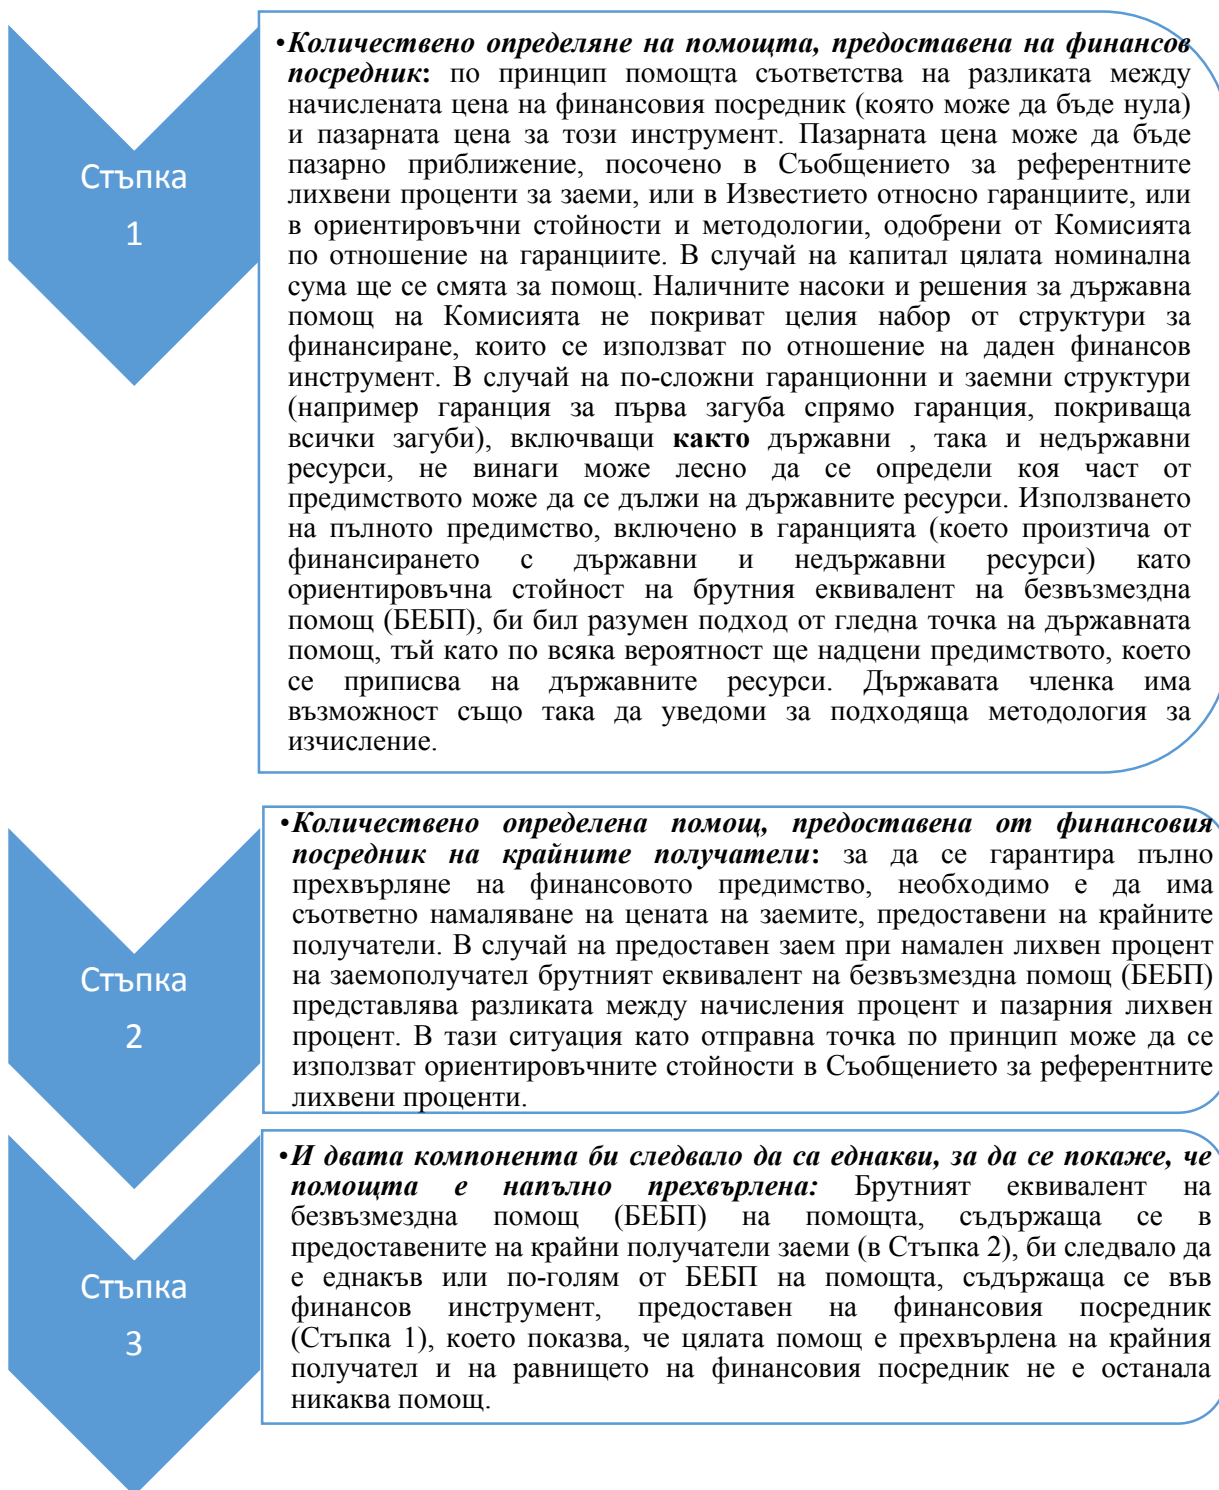 Стъпка
1
•Количествено определяне на помощта, предоставена на финансов
посредник: по принцип помощта съответства на разликата между
начислената цена на финансовия посредник (която може да бъде нула)
и пазарната цена за този инструмент. Пазарната цена може да бъде
пазарно приближение, посочено в Съобщението за референтните
лихвени проценти за заеми, или в Известието относно гаранциите, или
в ориентировъчни стойности и методологии, одобрени от Комисията
по отношение на гаранциите. В случай на капитал цялата номинална
сума ще се смята за помощ. Наличните насоки и решения за държавна
помощ на Комисията не покриват целия набор от структури за
финансиране, които се използват по отношение на даден финансов
инструмент. В случай на по-сложни гаранционни и заемни структури
(например гаранция за първа загуба спрямо гаранция, покриваща
всички загуби), включващи както държавни , така и недържавни
ресурси, не винаги може лесно да се определи коя част от
предимството може да се дължи на държавните ресурси. Използването
на пълното предимство, включено в гаранцията (което произтича от
финансирането с държавни и недържавни ресурси) като
ориентировъчна стойност на брутния еквивалент на безвъзмездна
помощ (БЕБП), би бил разумен подход от гледна точка на държавната
помощ, тъй като по всяка вероятност ще надцени предимството, което
се приписва на държавните ресурси. Държавата членка има
възможност също така да уведоми за подходяща методология за
изчисление.
Стъпка
2
•Количествено определена помощ, предоставена от финансовия
посредник на крайните получатели: за да се гарантира пълно
прехвърляне на финансовото предимство, необходимо е да има
съответно намаляване на цената на заемите, предоставени на крайните
получатели. В случай на предоставен заем при намален лихвен процент
на заемополучател брутният еквивалент на безвъзмездна помощ (БЕБП)
представлява разликата между начисления процент и пазарния лихвен
процент. В тази ситуация като отправна точка по принцип може да се
използват ориентировъчните стойности в Съобщението за референтните
лихвени проценти.
Стъпка
3
•И двата компонента би следвало да са еднакви, за да се покаже, че
помощта е напълно прехвърлена: Брутният еквивалент на
безвъзмездна помощ (БЕБП) на помощта, съдържаща се в
предоставените на крайни получатели заеми (в Стъпка 2), би следвало да
е еднакъв или по-голям от БЕБП на помощта, съдържаща се във
финансов инструмент, предоставен на финансовия посредник
(Стъпка 1), което показва, че цялата помощ е прехвърлена на крайния
получател и на равнището на финансовия посредник не е останала
никаква помощ.